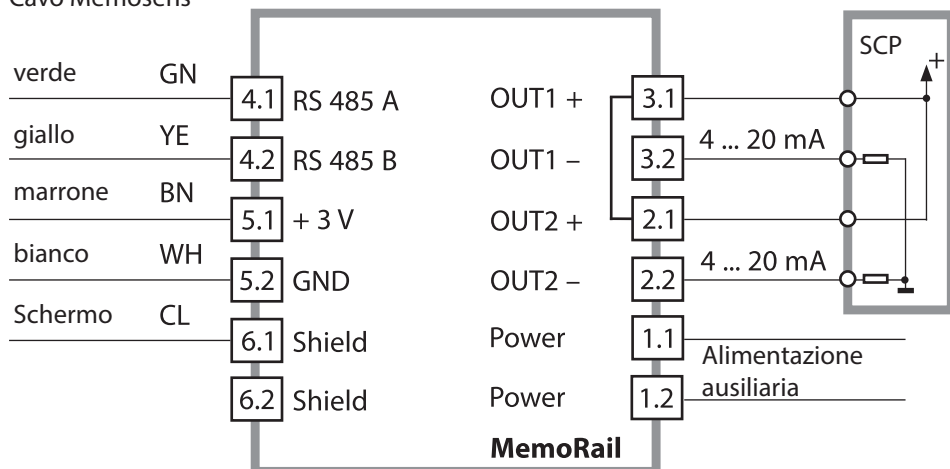 Cavo Memosens
SCP
+
verde GN
4.1 RS 485 A
OUT1 + 3.1
giallo YE
4.2 RS 485 B
OUT1 – 3.2
4 ... 20 mA
marrone BN
5.1 + 3 V
OUT2 + 2.1
bianco WH
5.2 GND
OUT2 – 2.2
4 ... 20 mA
Schermo CL
6.1 Shield
Power 1.1
Alimentazione
ausiliaria
6.2 Shield
Power 1.2
MemoRail